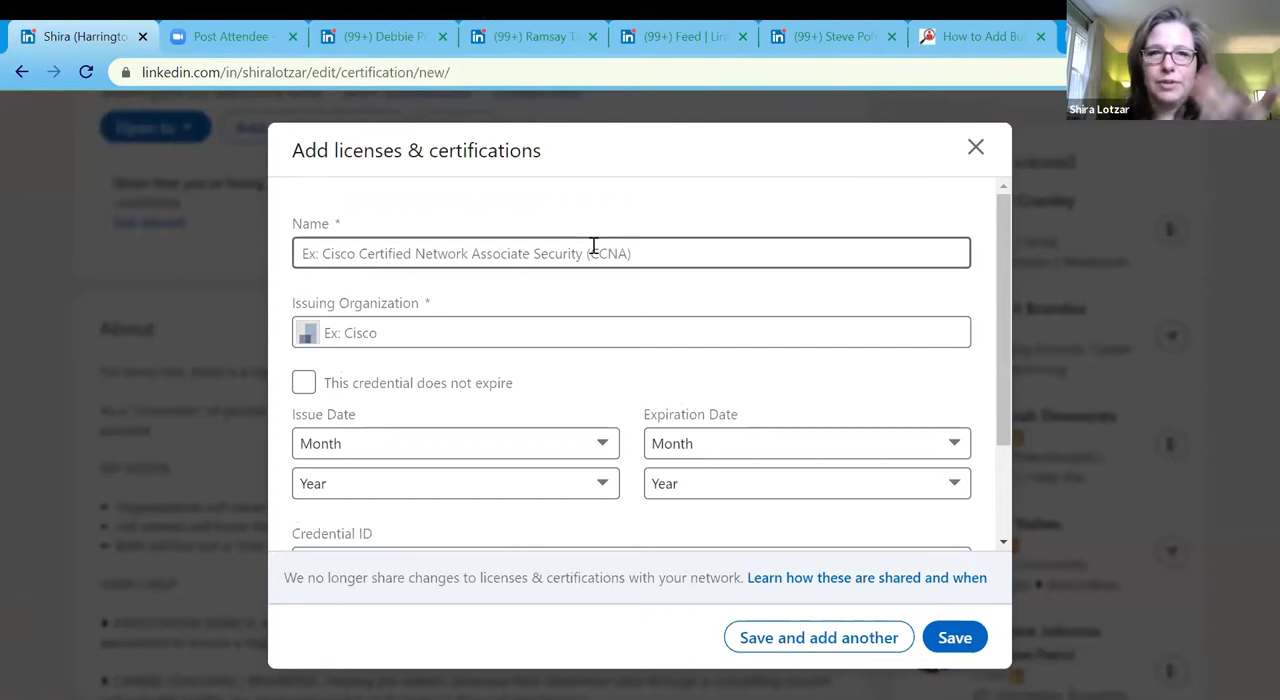 Shira (Harringto
Post Attendee -
(99+) Debbie P
(99+) Ramsay T
(99+) Feed | Lin
(99+) Steve Pol
How to Add Bu
linkedin.com/in/shiralotzar/edit/certification/new/
Shira Lotzar
Open to
Add licenses & certifications
Name *
Ex: Cisco Certified Network Associate Security (CCNA)
Issuing Organization *
Ex: Cisco
This credential does not expire
Issue Date
Expiration Date
Month
Month
Year
Year
Credential ID
We no longer share changes to licenses & certifications with your network. Learn how these are shared and when
Save and add another
Save
About